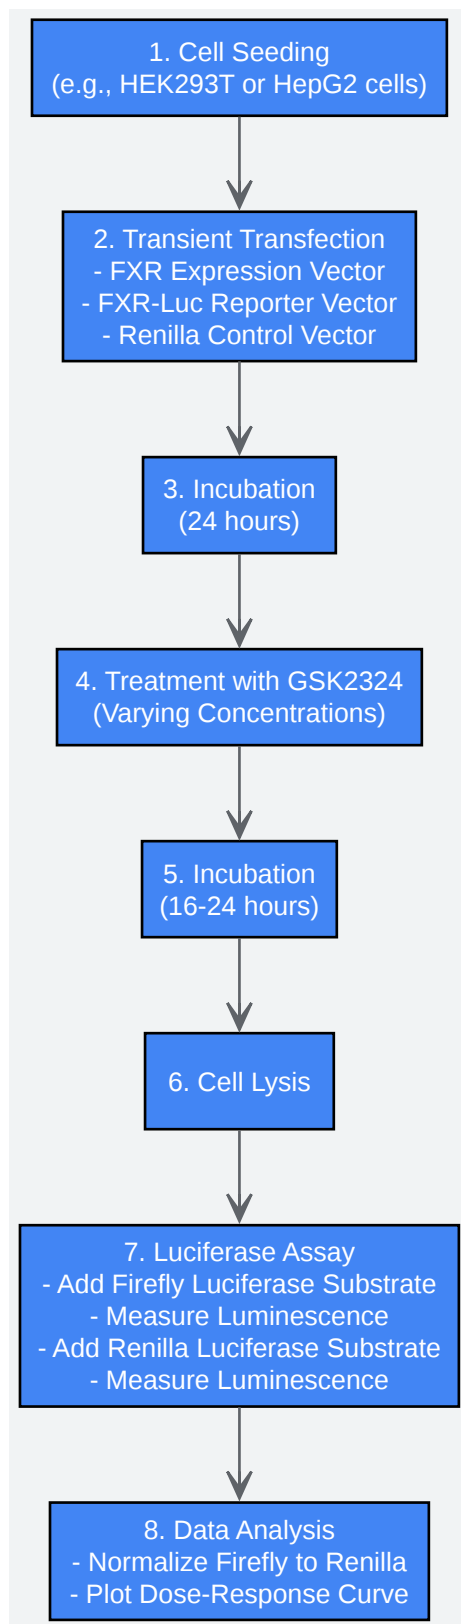 1. Cell Seeding
(e.g., HEK293T or HepG2 cells)
2. Transient Transfection
- FXR Expression Vector
- FXR-Luc Reporter Vector
- Renilla Control Vector
3. Incubation
(24 hours)
4. Treatment with GSK2324
(Varying Concentrations)
5. Incubation
(16-24 hours)
6. Cell Lysis
7. Luciferase Assay
- Add Firefly Luciferase Substrate
- Measure Luminescence
- Add Renilla Luciferase Substrate
- Measure Luminescence
8. Data Analysis
- Normalize Firefly to Renilla
- Plot Dose-Response Curve